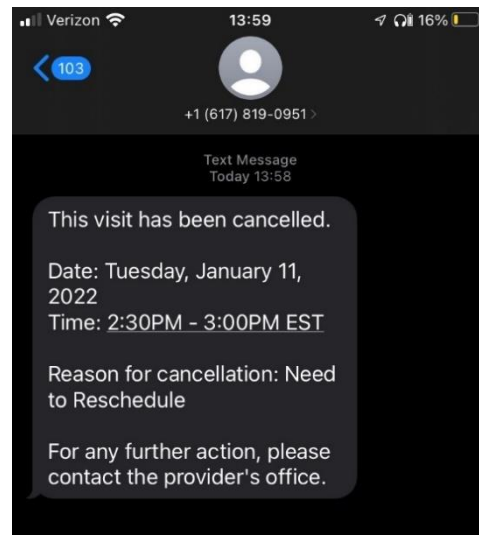 Verizon 13:59 16%
103
+1 (617) 819-0951 >
Text Message
Today 13:58
This visit has been cancelled.
Date: Tuesday, January 11,
2022
Time: 2:30PM - 3:00PM EST
Reason for cancellation: Need
to Reschedule
For any further action, please
contact the provider's office.